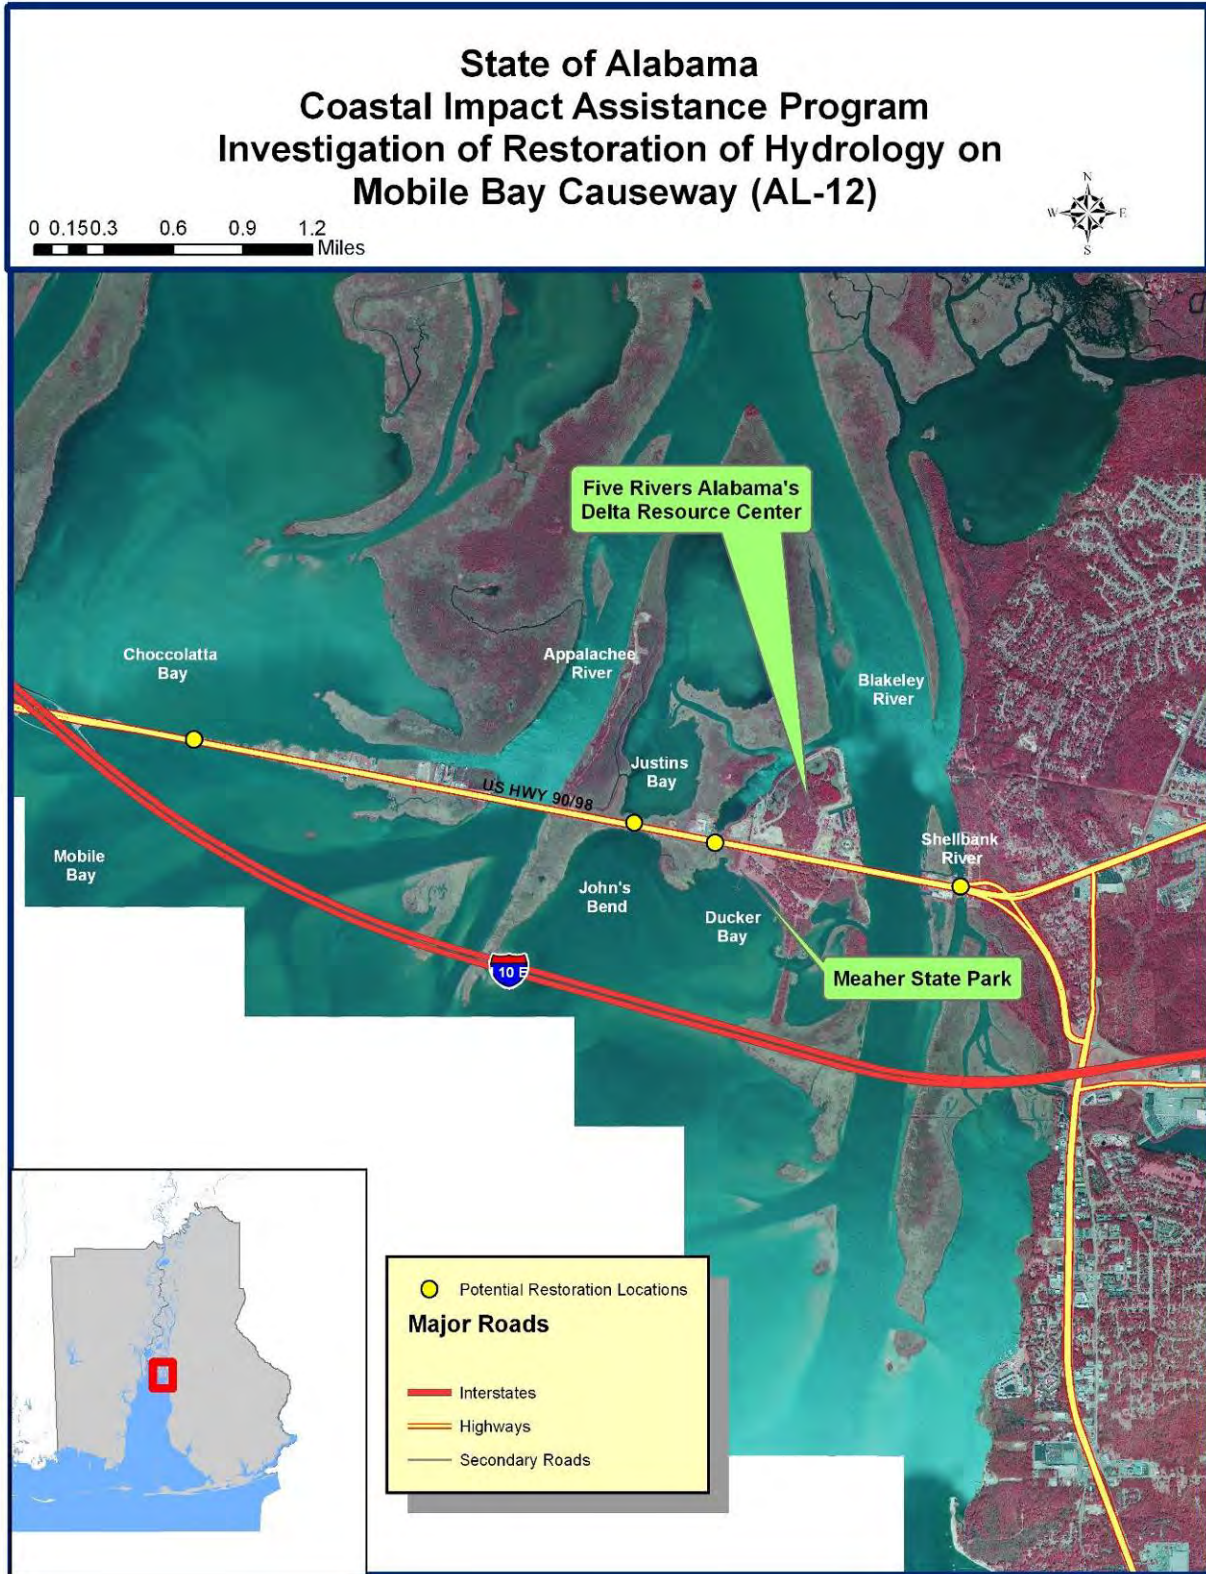 State of Alabama
Coastal Impact Assistance Program
Investigation of Restoration of Hydrology on
Mobile Bay Causeway (AL-12)
N
W E
S
0 0.15 0.3 0.6 0.9 1.2
Miles
Five Rivers Alabama's
Delta Resource Center
Choccolatta
Bay
Appalachee
River
Blakeley
River
Justins
Bay
US HWY 90/98
Shellbank
River
Mobile
Bay
John's
Bend
Ducker
Bay
10 E
Meaher State Park
Potential Restoration Locations
Major Roads
Interstates
Highways
Secondary Roads